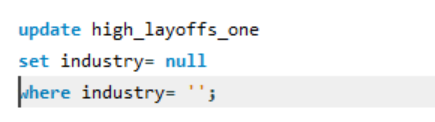 update high_layoffs_one
set industry= null
where industry= '';